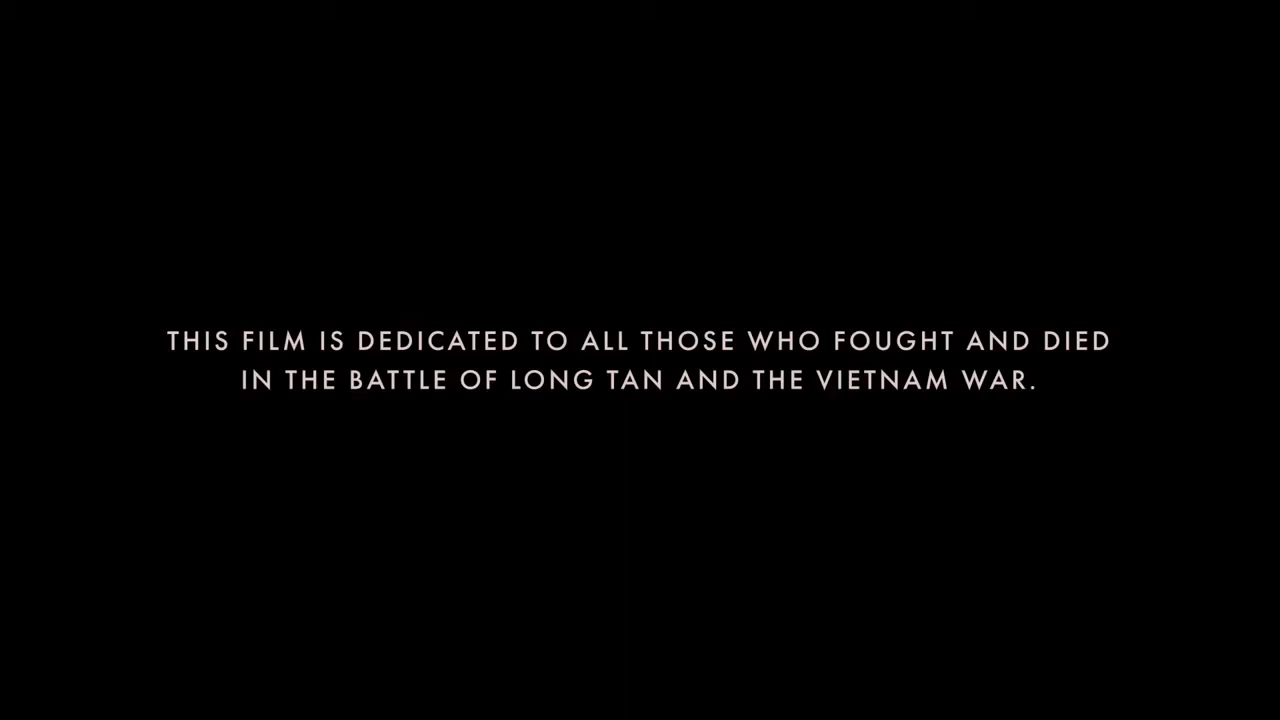 THIS FILM IS DEDICATED TO ALL THOSE WHO FOUGHT AND DIED
IN THE BATTLE OF LONG TAN AND THE VIETNAM WAR.